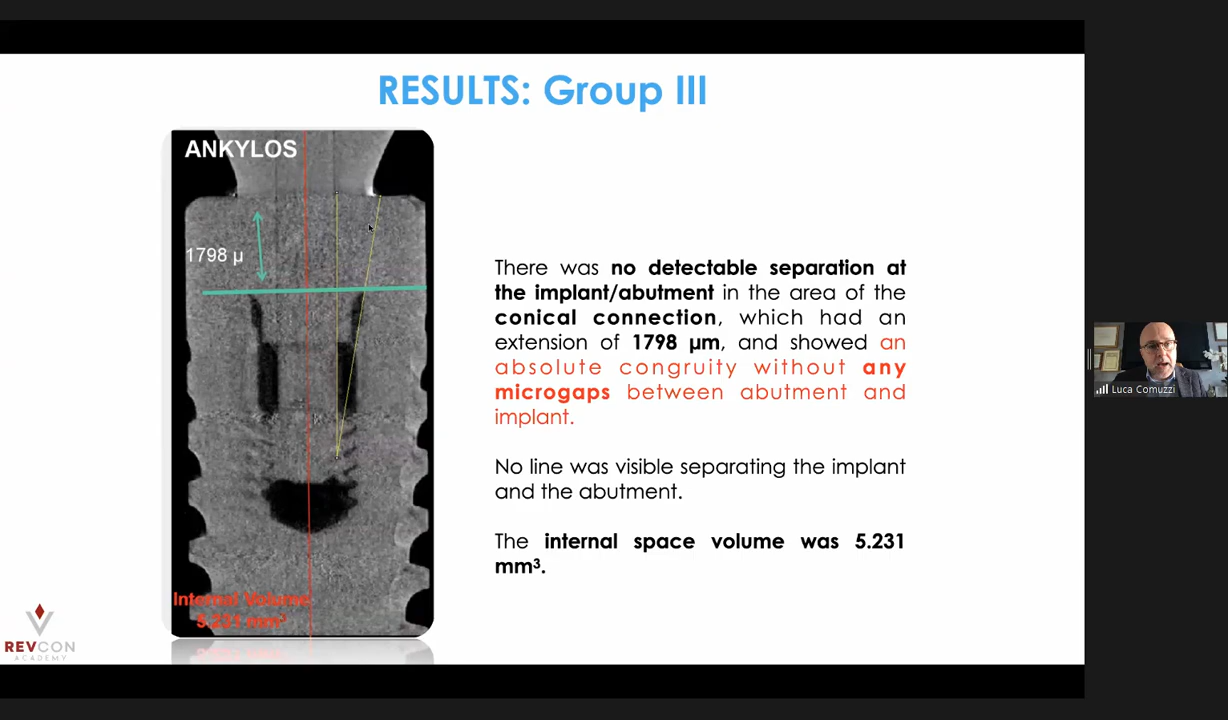 RESULTS: Group III
ANKYLOS
1798 μ
There was no detectable separation at
the implant/abutment in the area of the
conical connection, which had an
extension of 1798 μm, and showed an
absolute congruity without any
microgaps between abutment and
implant.
No line was visible separating the implant
and the abutment.
The internal space volume was 5.231
mm³.
Internal Volume
5.231 mm³
REVCON
ACADEMY
Luca Comuzzi